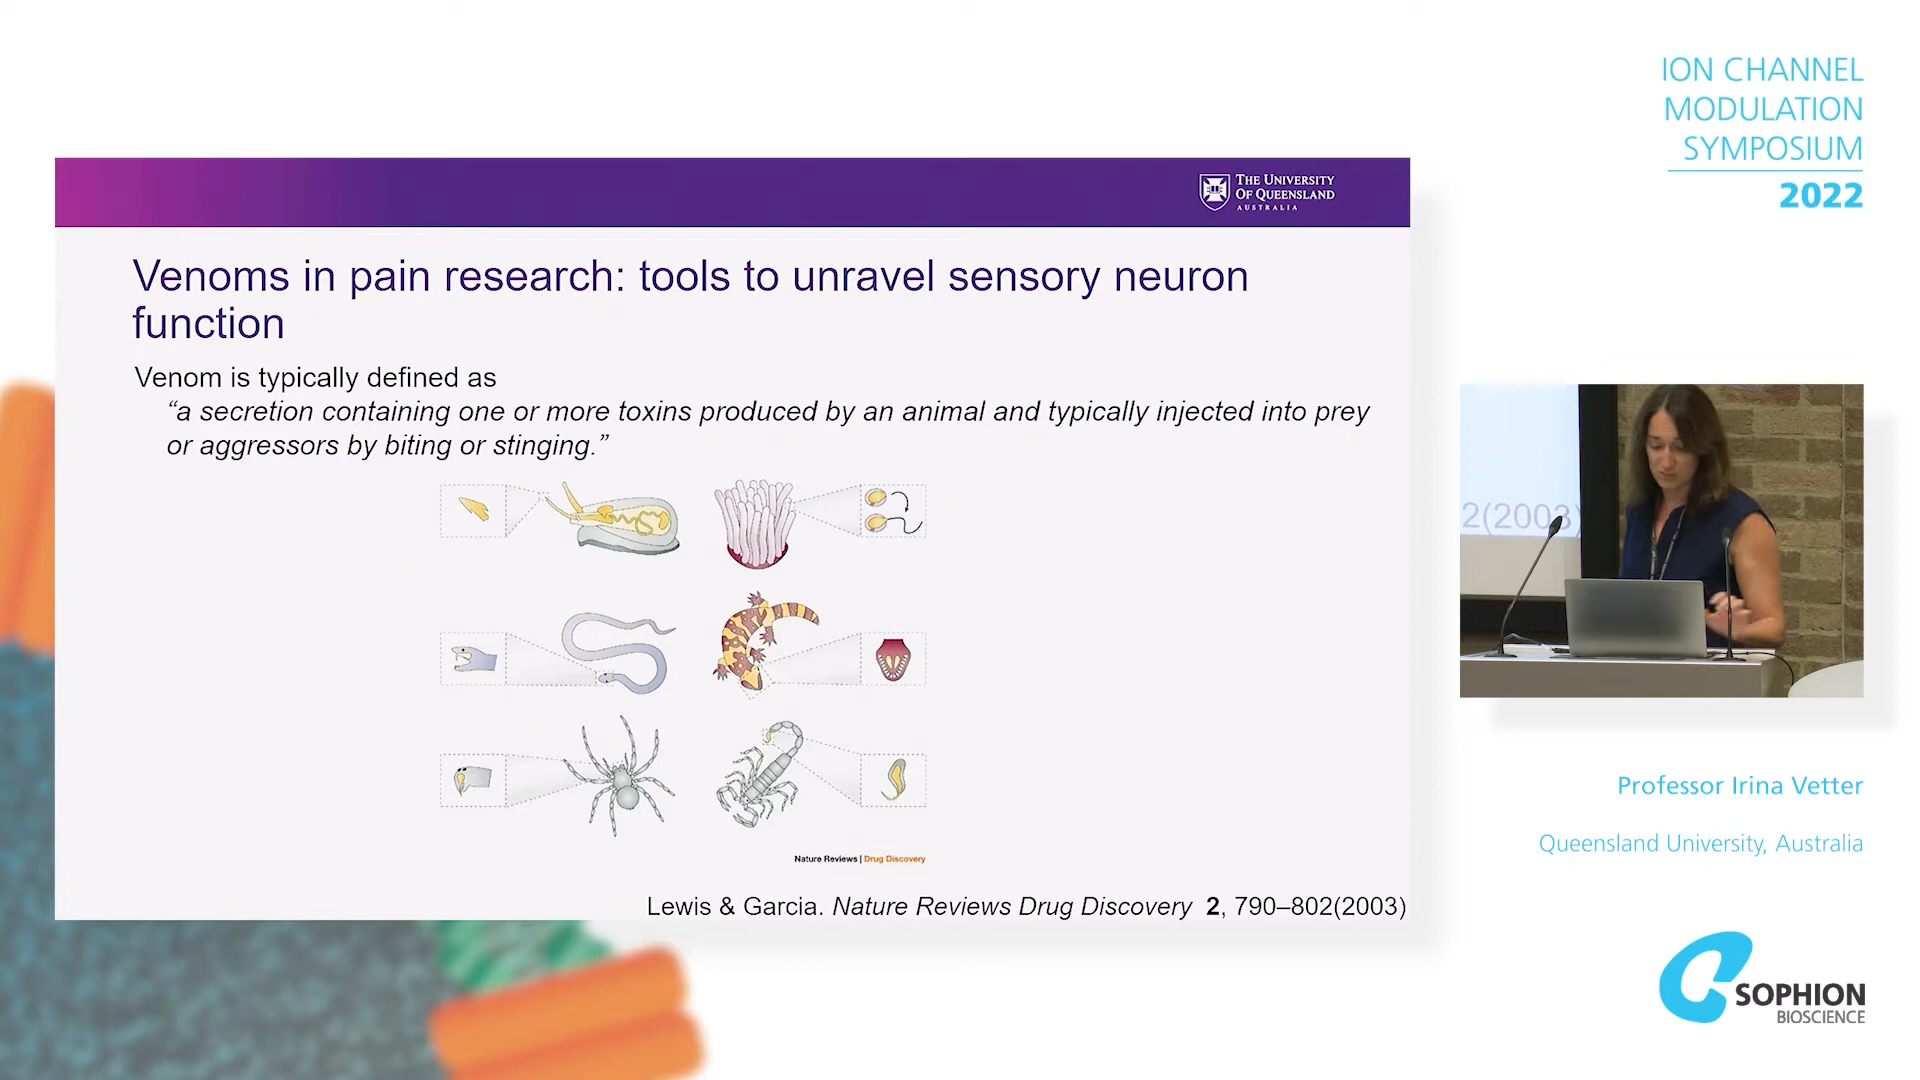 ION CHANNEL
MODULATION
SYMPOSIUM
2022
THE UNIVERSITY
OF QUEENSLAND
AUSTRALIA
Venoms in pain research: tools to unravel sensory neuron
function
Venom is typically defined as
“a secretion containing one or more toxins produced by an animal and typically injected into prey
or aggressors by biting or stinging.”
Nature Reviews | Drug Discovery
Lewis & Garcia. Nature Reviews Drug Discovery 2, 790–802(2003)
2(2003)
Professor Irina Vetter
Queensland University, Australia
SOPHION
BIOSCIENCE